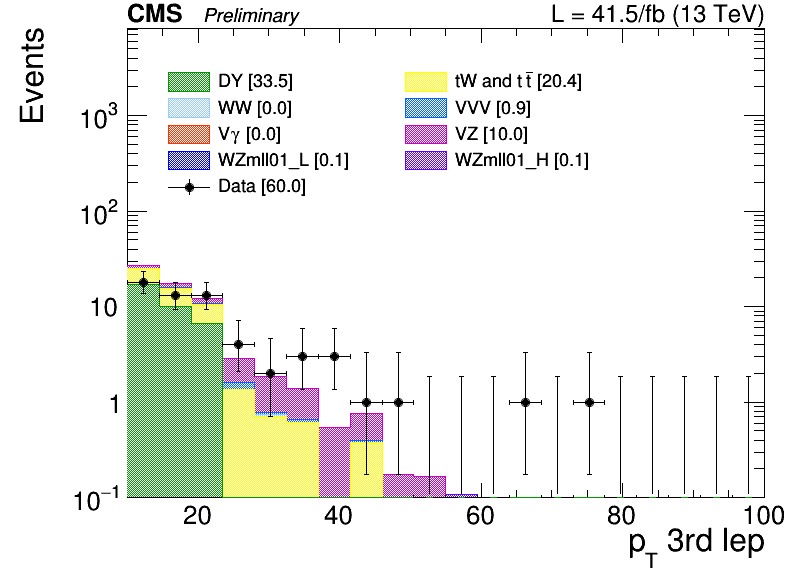 CMS Preliminary L = 41.5/fb (13 TeV)
Events
DY [33.5] tW and t t̄ [20.4]
WW [0.0] VVV [0.9]
Vγ [0.0] VZ [10.0]
WZmll01_L [0.1] WZmll01_H [0.1]
Data [60.0]
10³
10²
10
1
10⁻¹
20 40 60 80 100
p_T 3rd lep